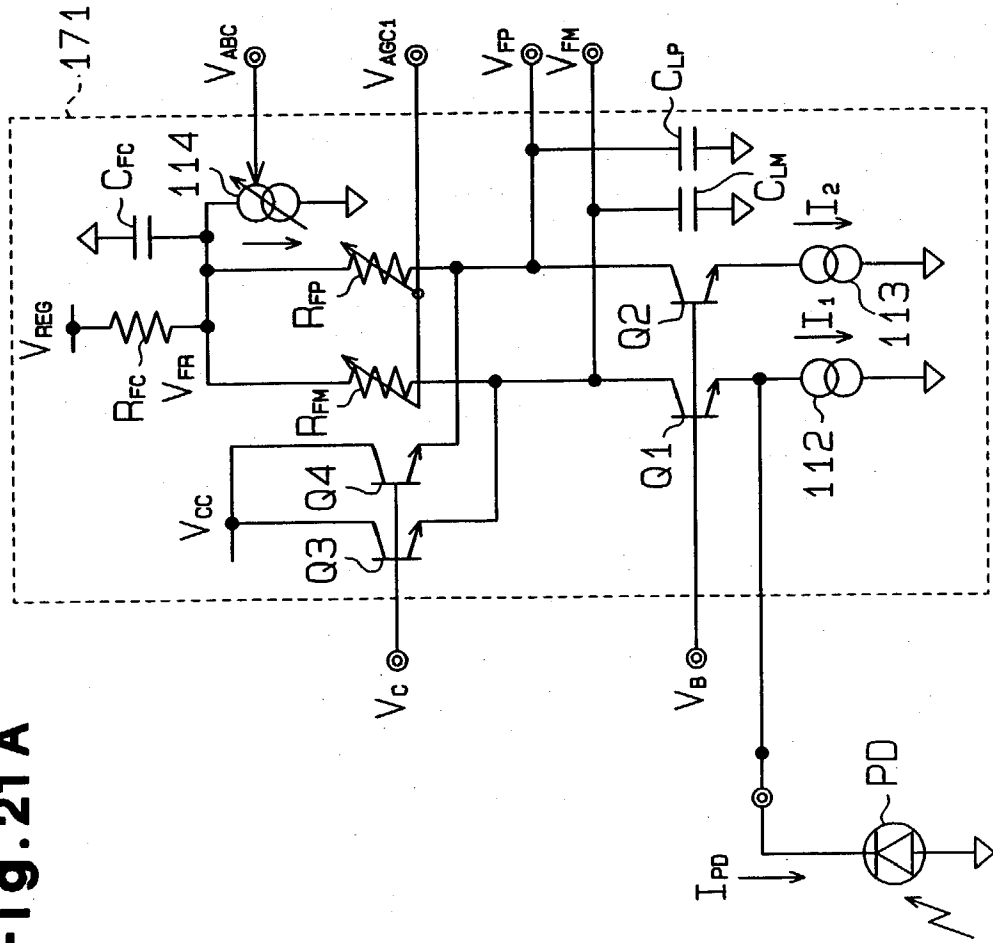 171
VABC
VAGC1
VFP
VFM
CFC
114
VREG
RFC
VFR
RFP
RFM
CLP
CLM
VCC
Q4
Q3
Q2
Q1
I2
I1
113
112
VC
VB
IPD
PD
ig.21A